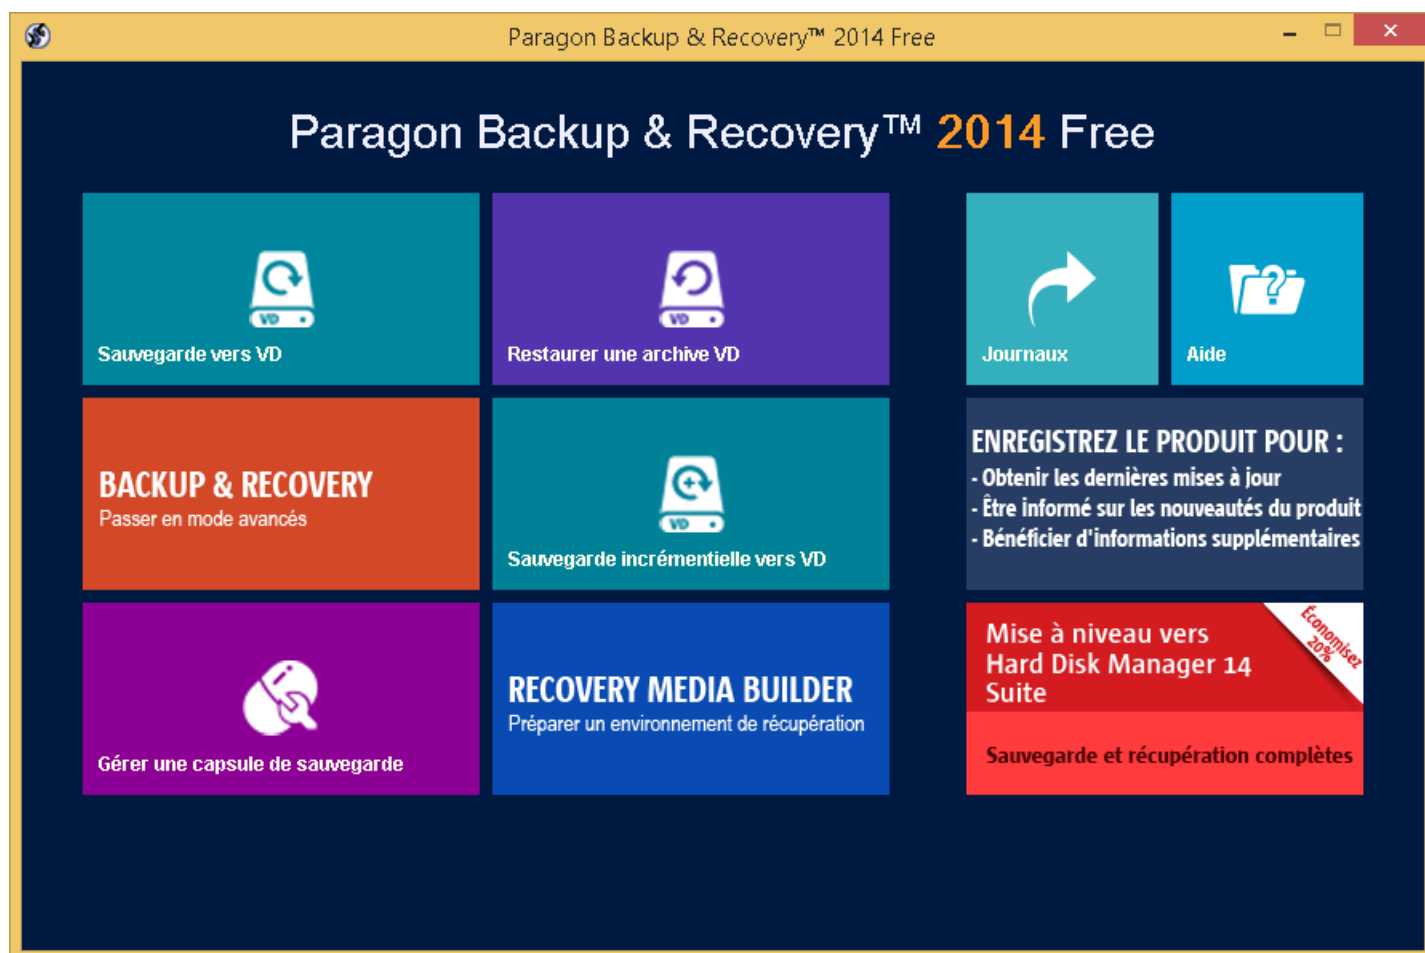 Paragon Backup & Recovery™ 2014 Free
Paragon Backup & Recovery™ 2014 Free
VD
Sauvegarde vers VD
VD
Restaurer une archive VD
Journaux
?
Aide
BACKUP & RECOVERY
Passer en mode avancés
VD
Sauvegarde incrémentielle vers VD
ENREGISTREZ LE PRODUIT POUR :
- Obtenir les dernières mises à jour
- Être informé sur les nouveautés du produit
- Bénéficier d'informations supplémentaires
Gérer une capsule de sauvegarde
RECOVERY MEDIA BUILDER
Préparer un environnement de récupération
Mise à niveau vers
Hard Disk Manager 14
Suite
Économisez
20%
Sauvegarde et récupération complètes